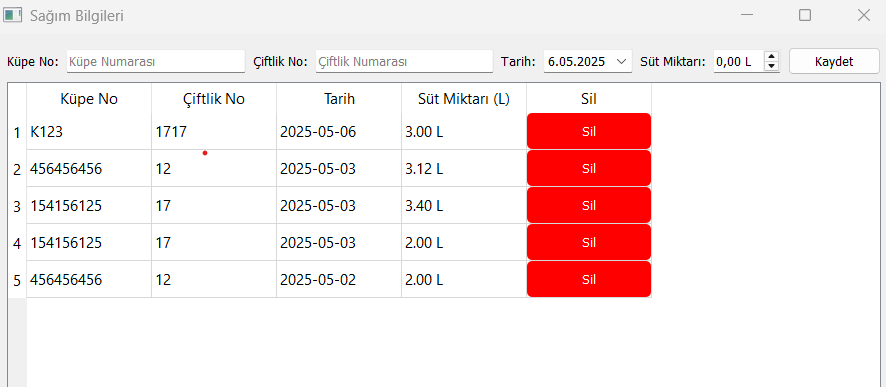 Sağım Bilgileri
Küpe No: Küpe Numarası Çiftlik No: Çiftlik Numarası Tarih: 6.05.2025 Süt Miktarı: 0,00 L Kaydet
Küpe No Çiftlik No Tarih Süt Miktarı (L) Sil
1 K123 1717 2025-05-06 3.00 L Sil
2 456456456 12 2025-05-03 3.12 L Sil
3 154156125 17 2025-05-03 3.40 L Sil
4 154156125 17 2025-05-03 2.00 L Sil
5 456456456 12 2025-05-02 2.00 L Sil